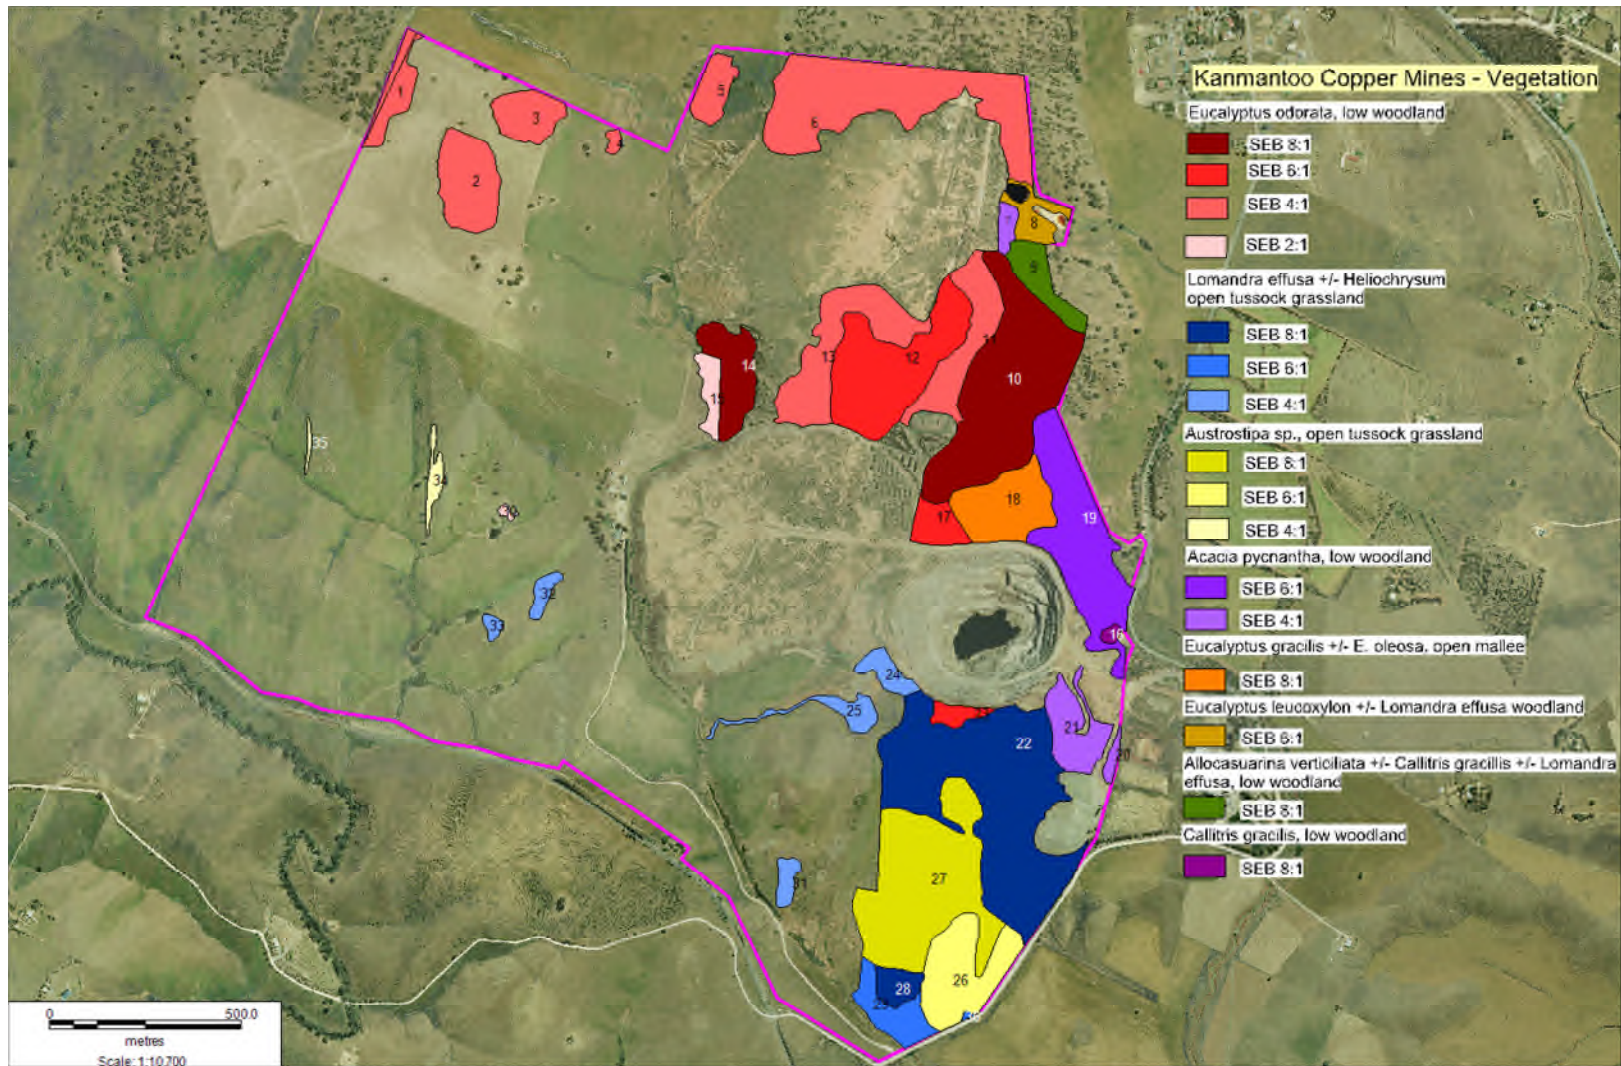 Kanmantoo Copper Mines - Vegetation
Eucalyptus odorata, low woodland
SEB 8:1
SEB 6:1
SEB 4:1
SEB 2:1
Lomandra effusa +/- Heliochrysum
open tussock grassland
SEB 8:1
SEB 6:1
SEB 4:1
Austrostipa sp., open tussock grassland
SEB 8:1
SEB 6:1
SEB 4:1
Acacia pycnantha, low woodland
SEB 6:1
SEB 4:1
Eucalyptus gracilis +/- E. oleosa, open mallee
SEB 8:1
Eucalyptus leucoxylon +/- Lomandra effusa woodland
SEB 6:1
Allocasuarina verticillata +/- Callitris gracillis +/- Lomandra
effusa, low woodland
SEB 8:1
Callitris gracilis, low woodland
SEB 8:1
1
2
3
4
5
6
8
9
10
11
12
13
14
15
16
17
18
19
20
21
22
24
25
26
27
28
29
31
32
33
34
35
0 500.0
metres
Scale: 1:10700